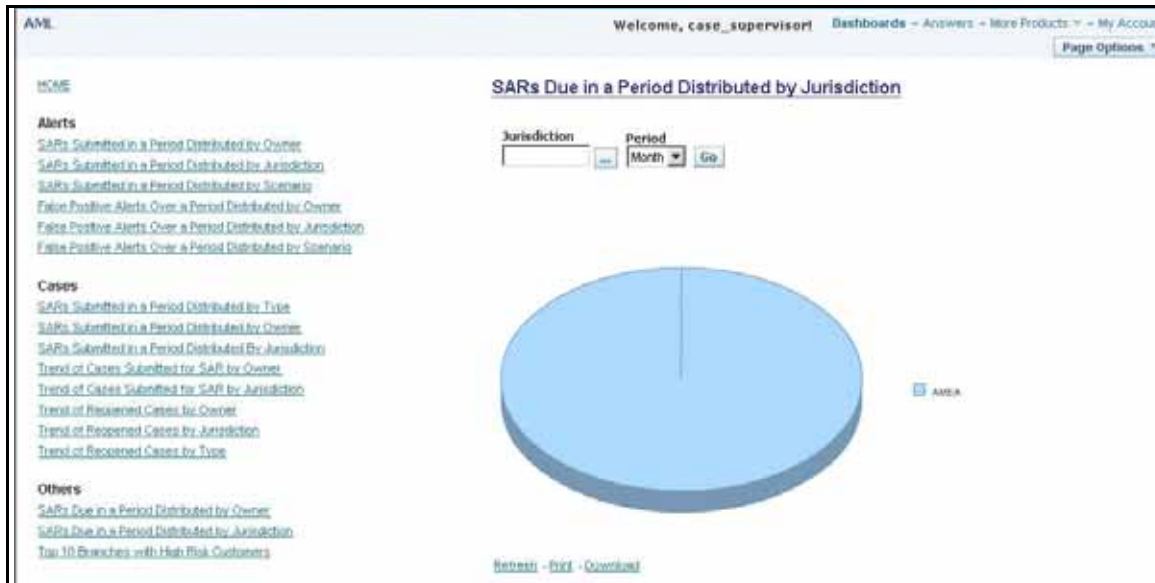 AML
Welcome, case_supervisor! Dashboards - Answers - More Products - My Accou
Page Options
HOME
SARs Due in a Period Distributed by Jurisdiction
Alerts
SARs Submitted in a Period Distributed by Owner
SARs Submitted in a Period Distributed by Jurisdiction
SARs Submitted in a Period Distributed by Scenario
False Positive Alerts Over a Period Distributed by Owner
False Positive Alerts Over a Period Distributed by Jurisdiction
False Positive Alerts Over a Period Distributed by Scenario
Jurisdiction Period
... Month Go
Cases
SARs Submitted in a Period Distributed by Type
SARs Submitted in a Period Distributed by Owner
SARs Submitted in a Period Distributed By Jurisdiction
Trend of Cases Submitted for SAR by Owner
Trend of Cases Submitted for SAR by Jurisdiction
Trend of Reopened Cases by Owner
Trend of Reopened Cases by Jurisdiction
Trend of Reopened Cases by Type
AMEA
Others
SARs Due in a Period Distributed by Owner
SARs Due in a Period Distributed by Jurisdiction
Top 10 Branches with High Risk Customers
Refresh - Print - Download